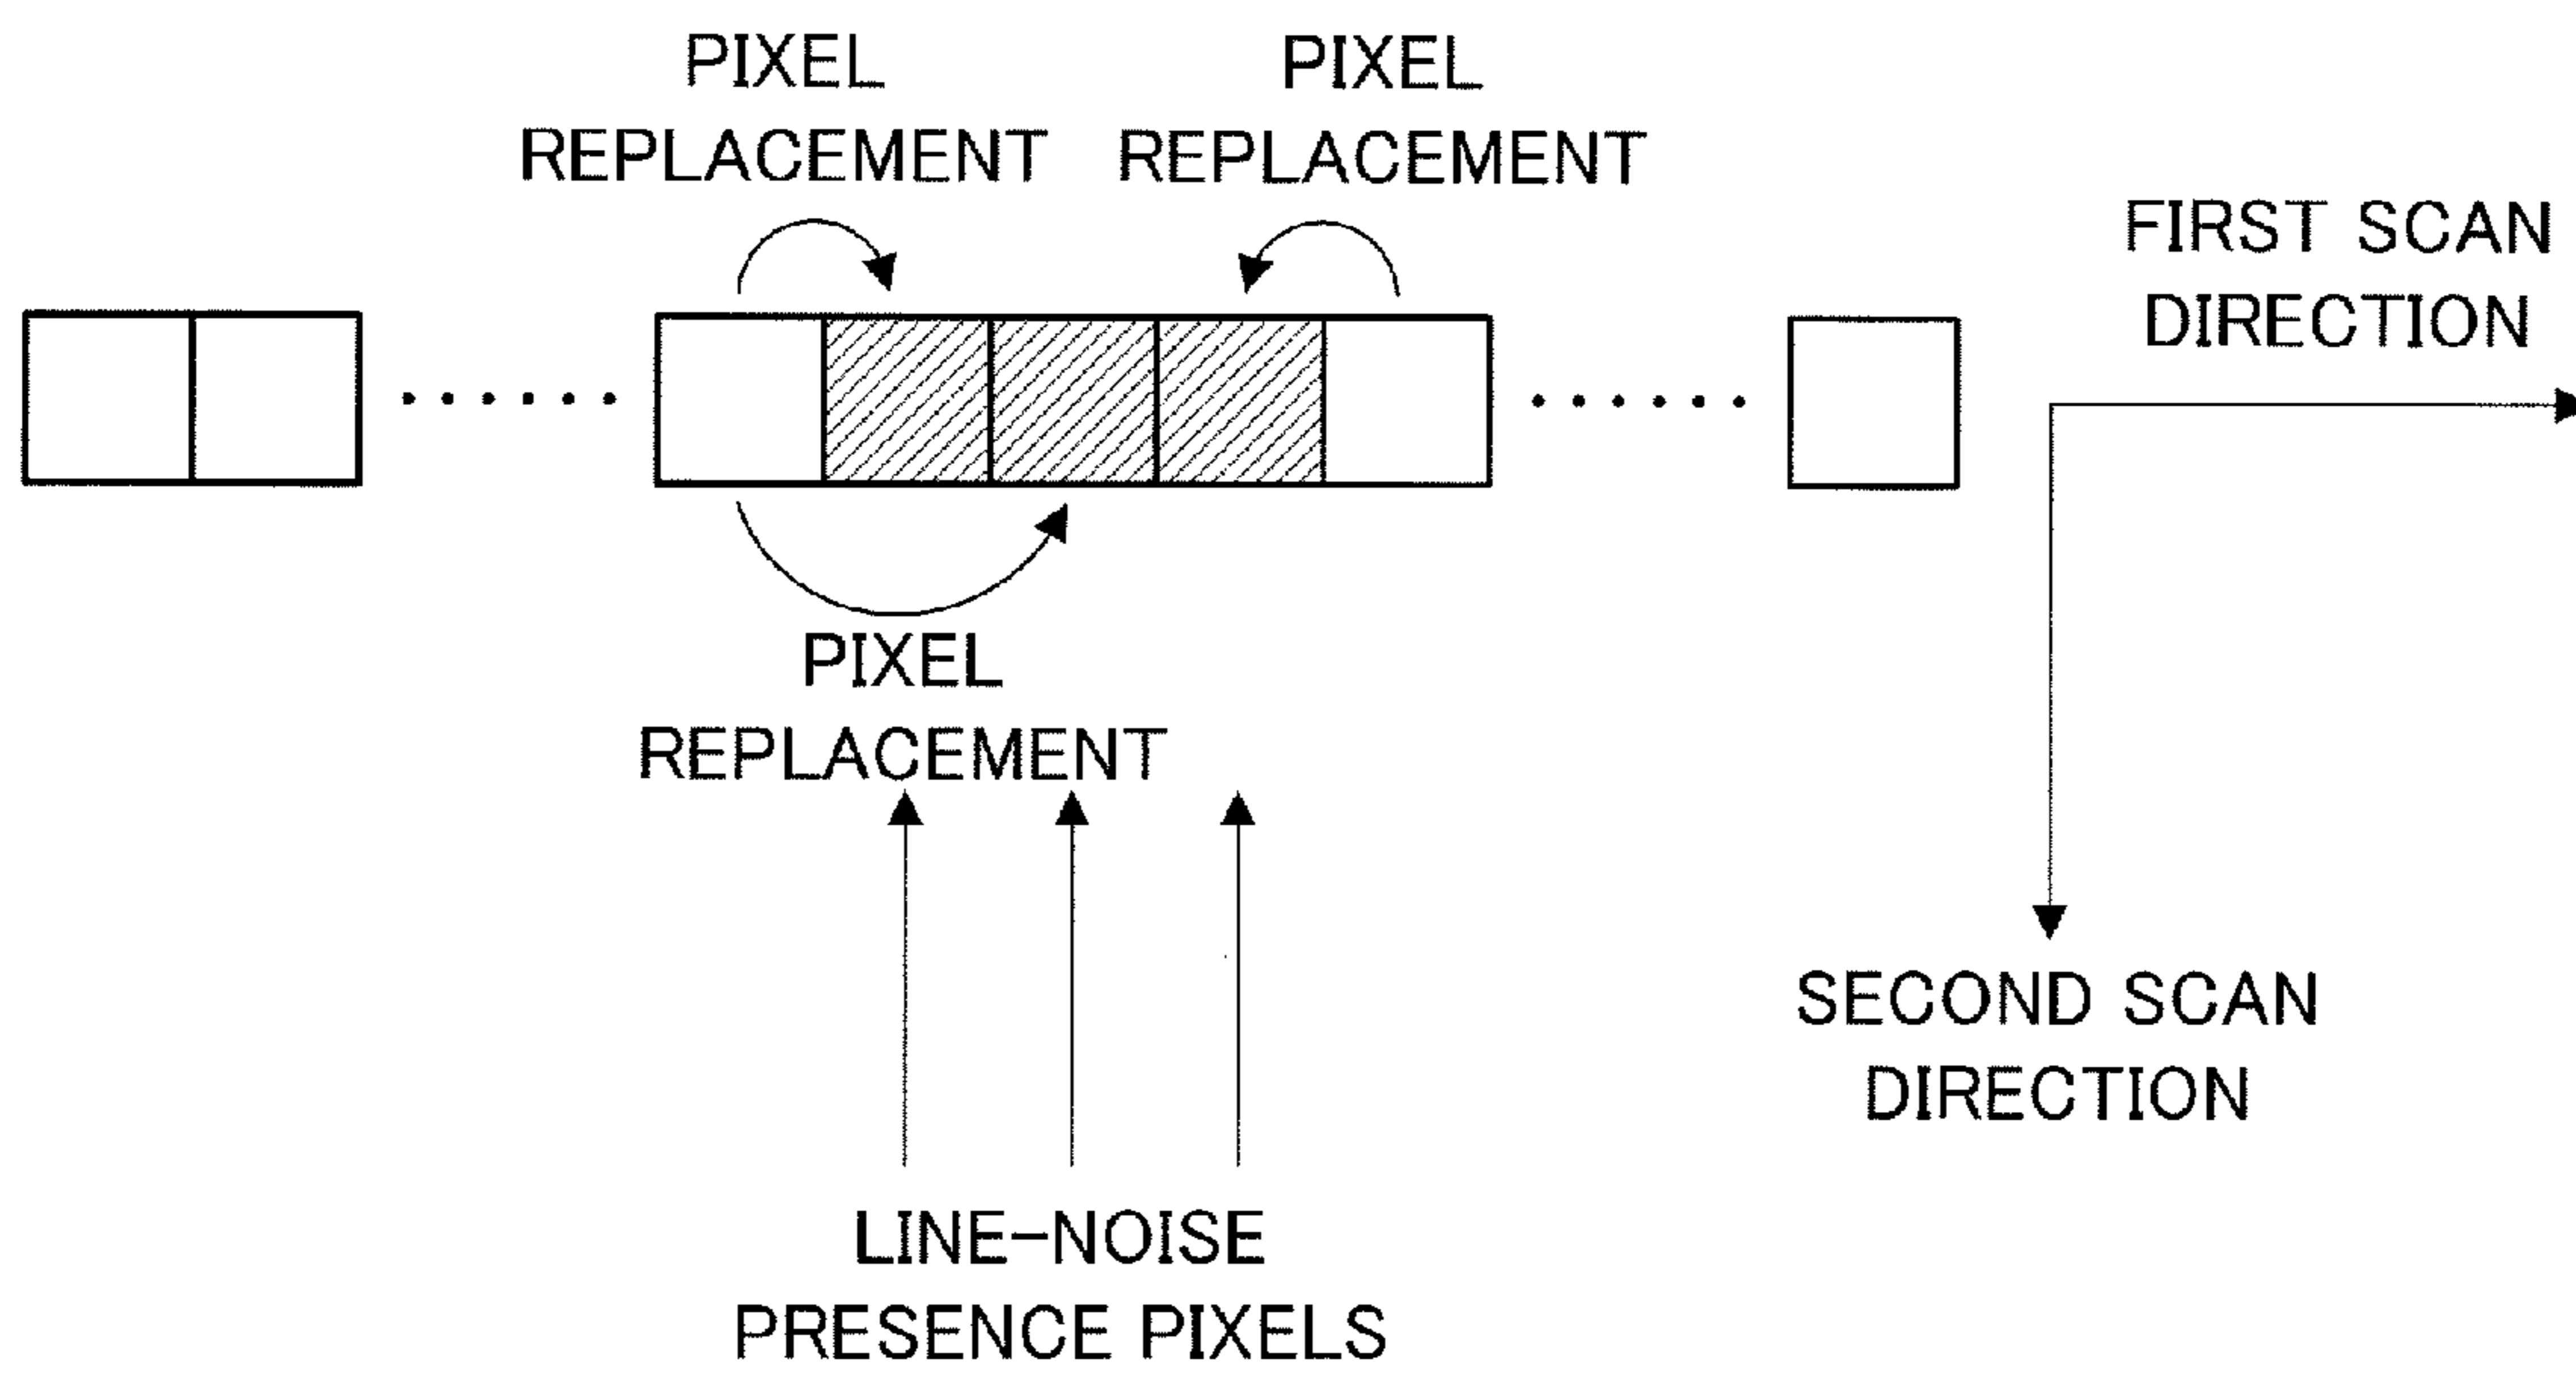 PIXEL
REPLACEMENT
PIXEL
REPLACEMENT
FIRST SCAN
DIRECTION
PIXEL
REPLACEMENT
SECOND SCAN
DIRECTION
LINE-NOISE
PRESENCE PIXELS